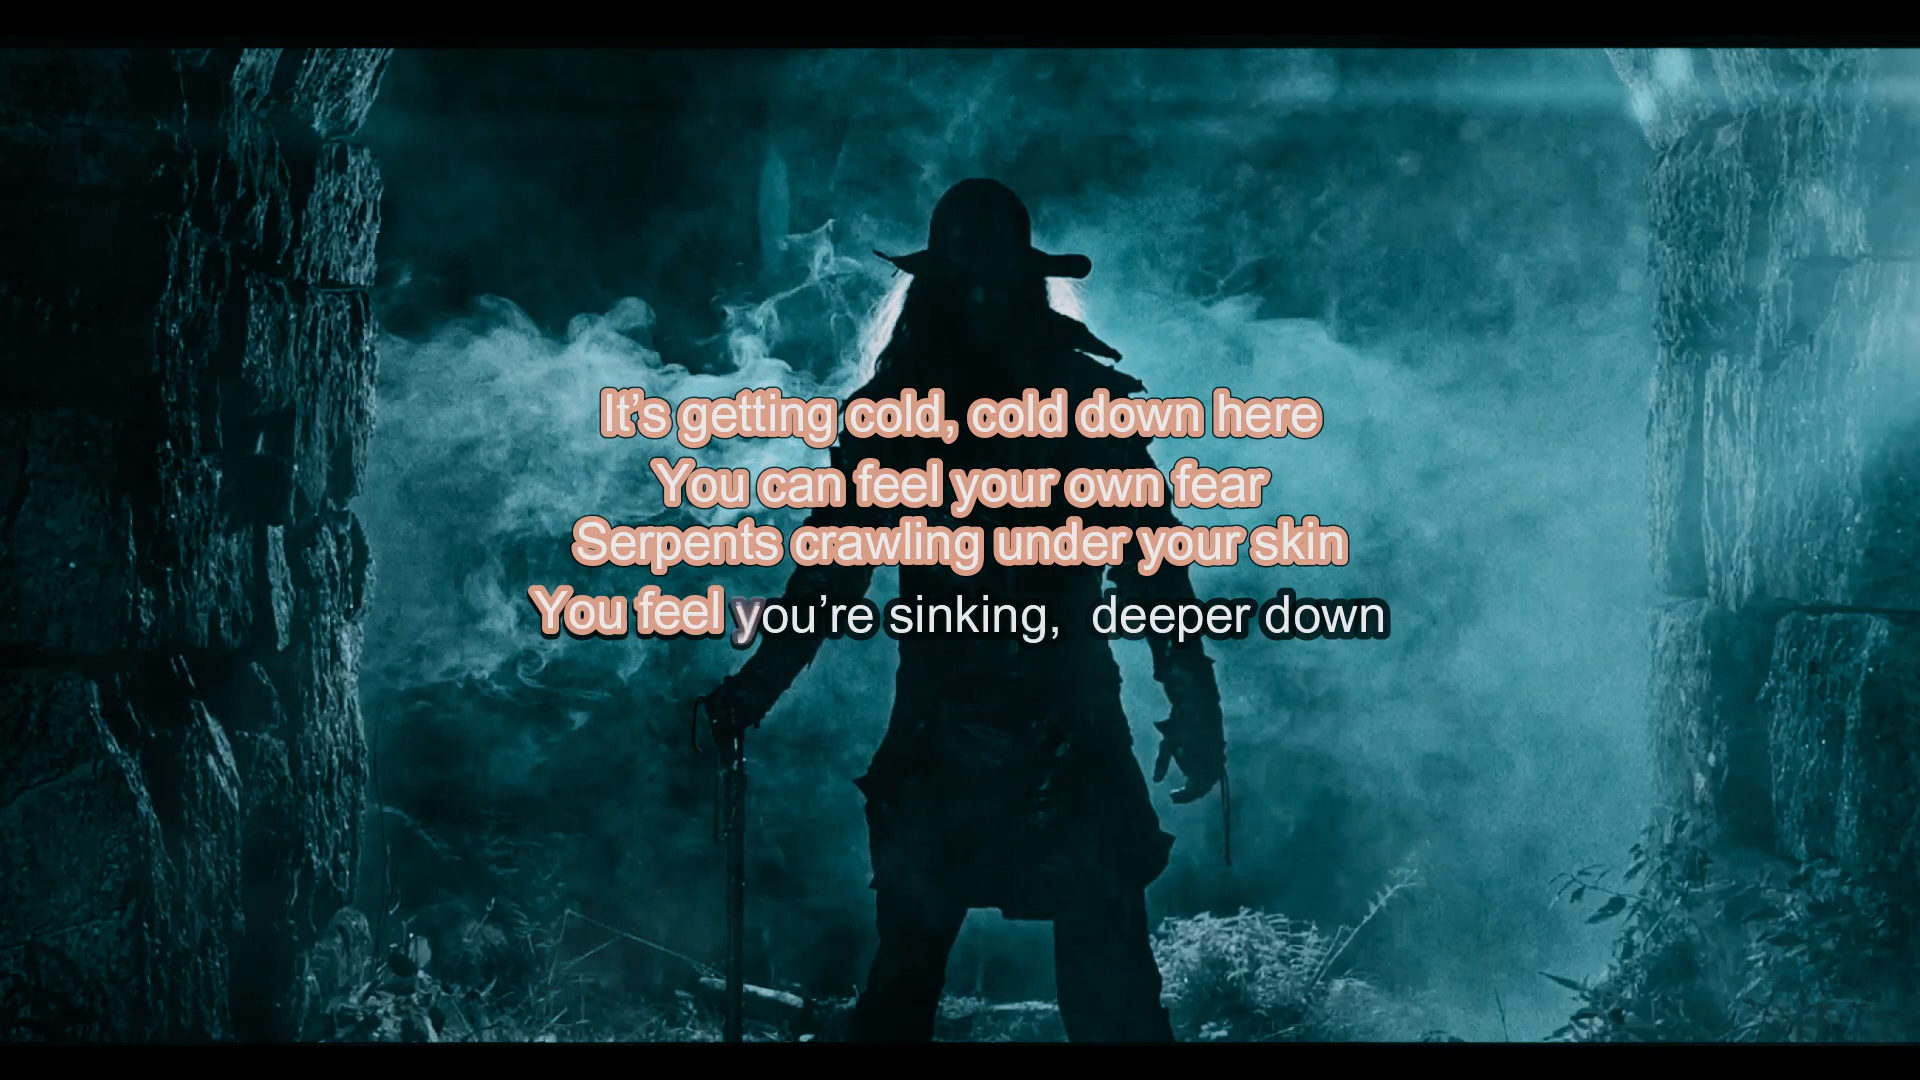 It’s getting cold, cold down here
You can feel your own fear
Serpents crawling under your skin
You feel you’re sinking, deeper down